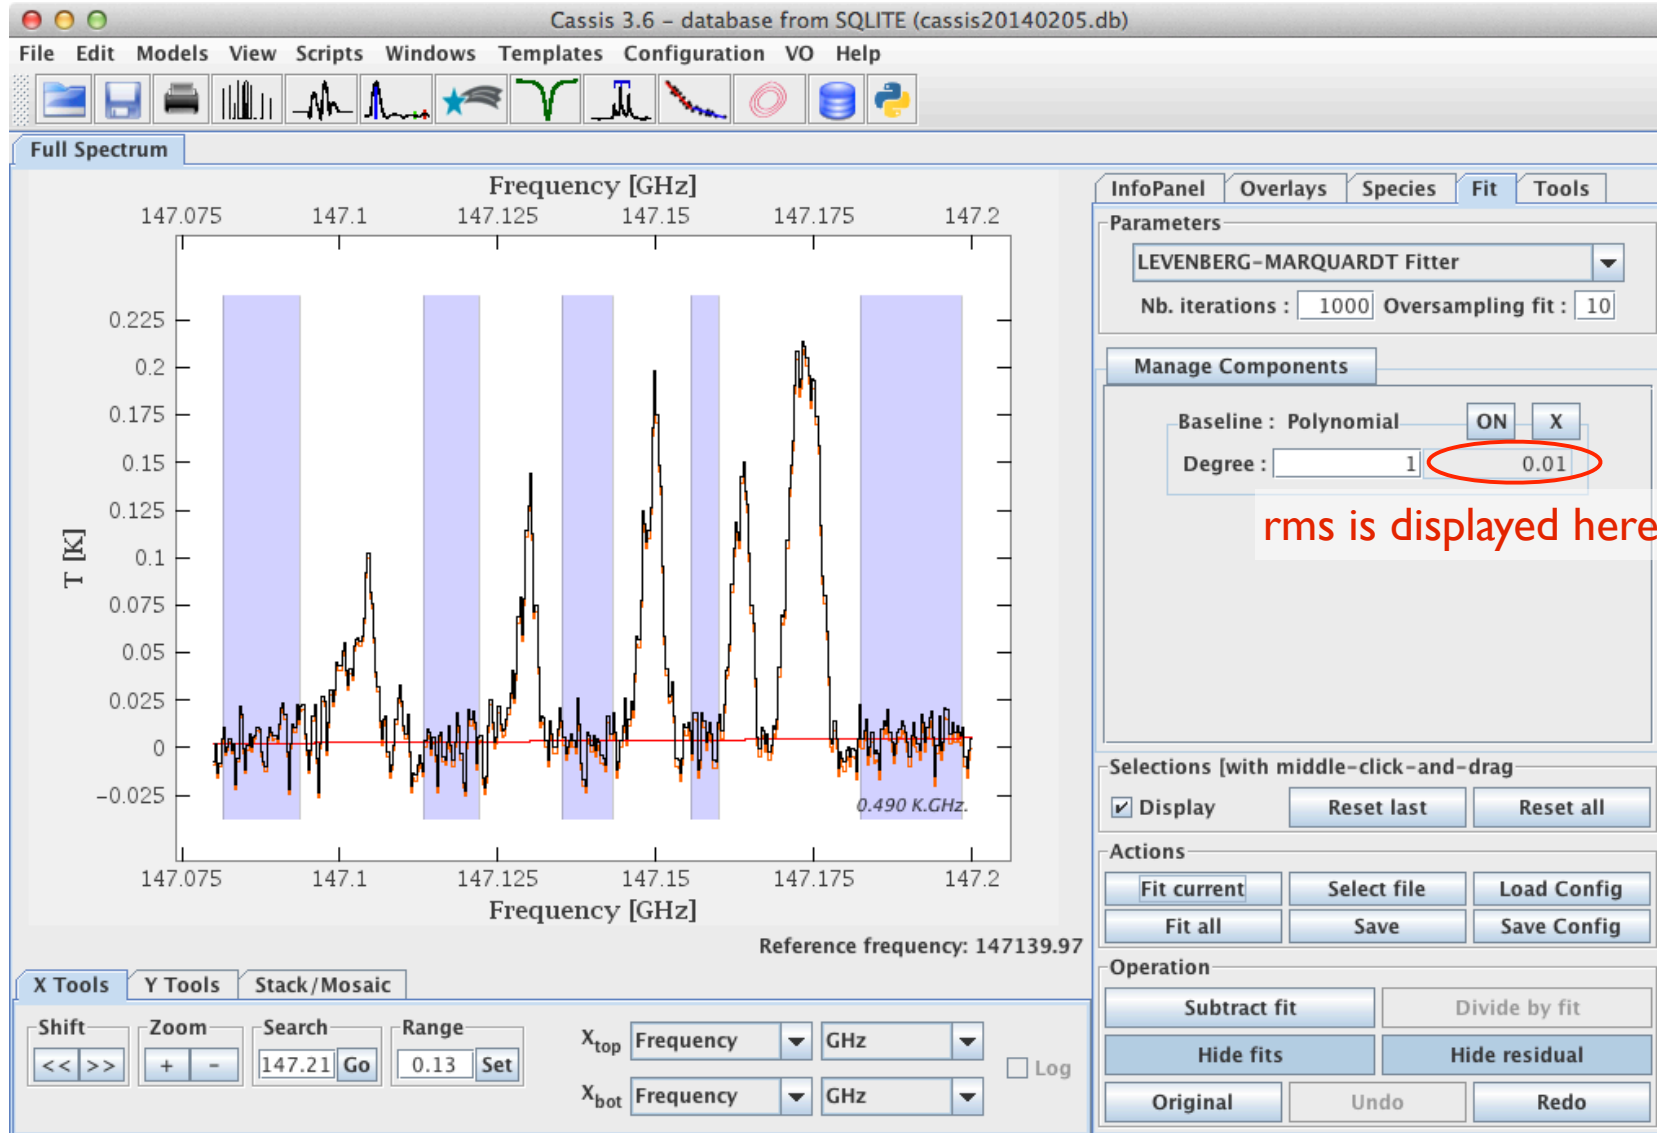 Cassis 3.6 - database from SQLITE (cassis20140205.db)
File Edit Models View Scripts Windows Templates Configuration VO Help
Full Spectrum
Frequency [GHz]
147.075 147.1 147.125 147.15 147.175 147.2
0.225
0.2
0.175
0.15
0.125
0.1
0.075
0.05
0.025
0
-0.025
T [K]
0.490 K.GHz.
147.075 147.1 147.125 147.15 147.175 147.2
Frequency [GHz]
Reference frequency: 147139.97
X Tools Y Tools Stack/Mosaic
Shift Zoom Search Range
<< >> + - 147.21 Go 0.13 Set
Xtop Frequency GHz
Log
Xbot Frequency GHz
InfoPanel Overlays Species Fit Tools
Parameters
LEVENBERG-MARQUARDT Fitter
Nb. iterations : 1000 Oversampling fit : 10
Manage Components
Baseline : Polynomial ON X
Degree : 1 0.01
rms is displayed here
Selections [with middle-click-and-drag
Display Reset last Reset all
Actions
Fit current Select file Load Config
Fit all Save Save Config
Operation
Subtract fit Divide by fit
Hide fits Hide residual
Original Undo Redo